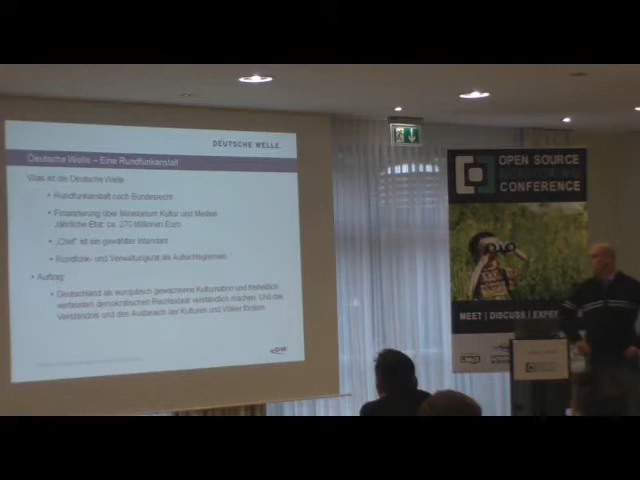 DEUTSCHE WELLE
Deutsche Welle – Eine Rundfunkanstalt
Was ist die Deutsche Welle
• Rundfunkanstalt nach Bundesrecht
• Finanzierung über Ministerium Kultur und Medien
Jährliche Etat: ca. 270 Millionen Euro
• „Chef“ ist ein gewählter Intendant
• Rundfunk- und Verwaltungsrat als Aufsichtsgremien
• Auftrag:
• Deutschland als europäisch gewachsene Kulturnation und freiheitlich
verfassten demokratischen Rechtsstaat verständlich machen. Und das
Verständnis und den Austausch der Kulturen und Völker fördern.
DW
OPEN SOURCE
CONFERENCE
MEET | DISCUSS | EXPER